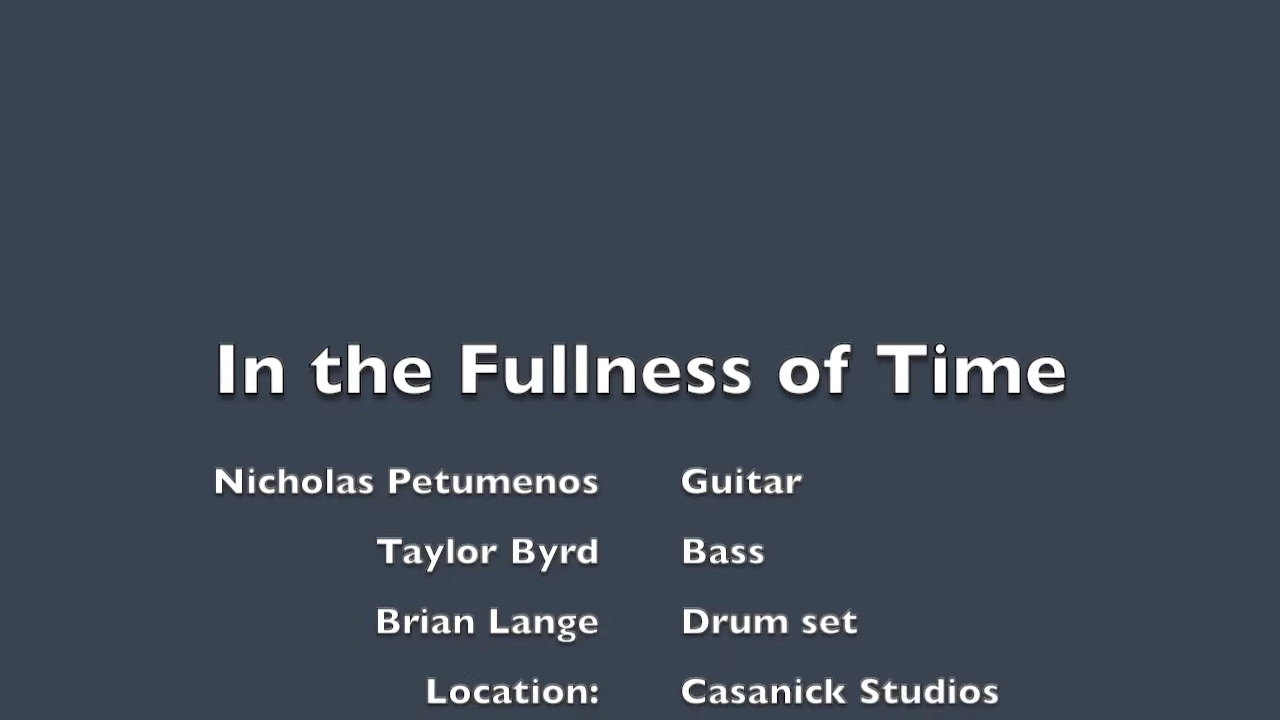 In the Fullness of Time
Nicholas Petumenos Guitar
Taylor Byrd Bass
Brian Lange Drum set
Location: Casanick Studios